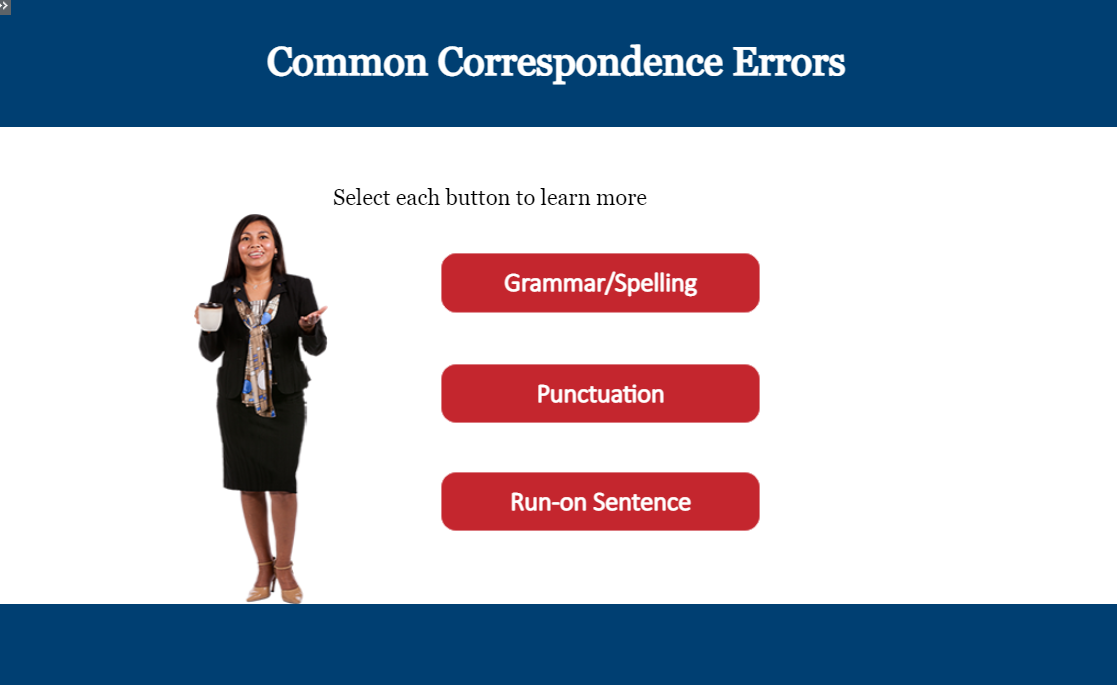 Common Correspondence Errors
Select each button to learn more
Grammar/Spelling
Punctuation
Run-on Sentence